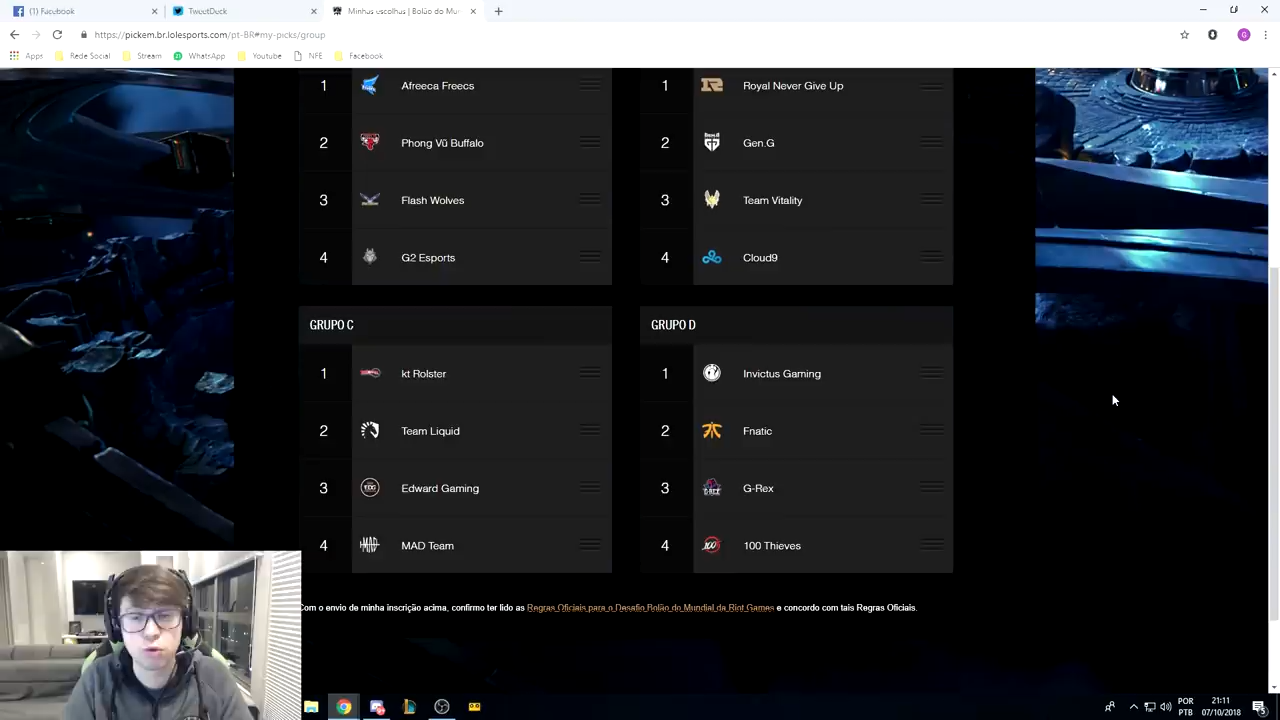 (1) Facebook
TweetDuck
Minhas escolhas | Bolão do Mu
https://pickem.br.lolesports.com/pt-BR#my-picks/group
G
Apps
Rede Social
Stream
WhatsApp
Youtube
NFE
Facebook
1 Afreeca Freecs
2 Phong Vũ Buffalo
3 Flash Wolves
4 G2 Esports
1 Royal Never Give Up
2 Gen.G
3 Team Vitality
4 Cloud9
GRUPO C
1 kt Rolster
2 Team Liquid
3 Edward Gaming
4 MAD Team
GRUPO D
1 Invictus Gaming
2 Fnatic
3 G-Rex
4 100 Thieves
Com o envio de minha inscrição acima, confirmo ter lido as Regras Oficiais para o Desafio Bolão do Mundial da Riot Games e concordo com tais Regras Oficiais.
POR
PTB
21:11
07/10/2018